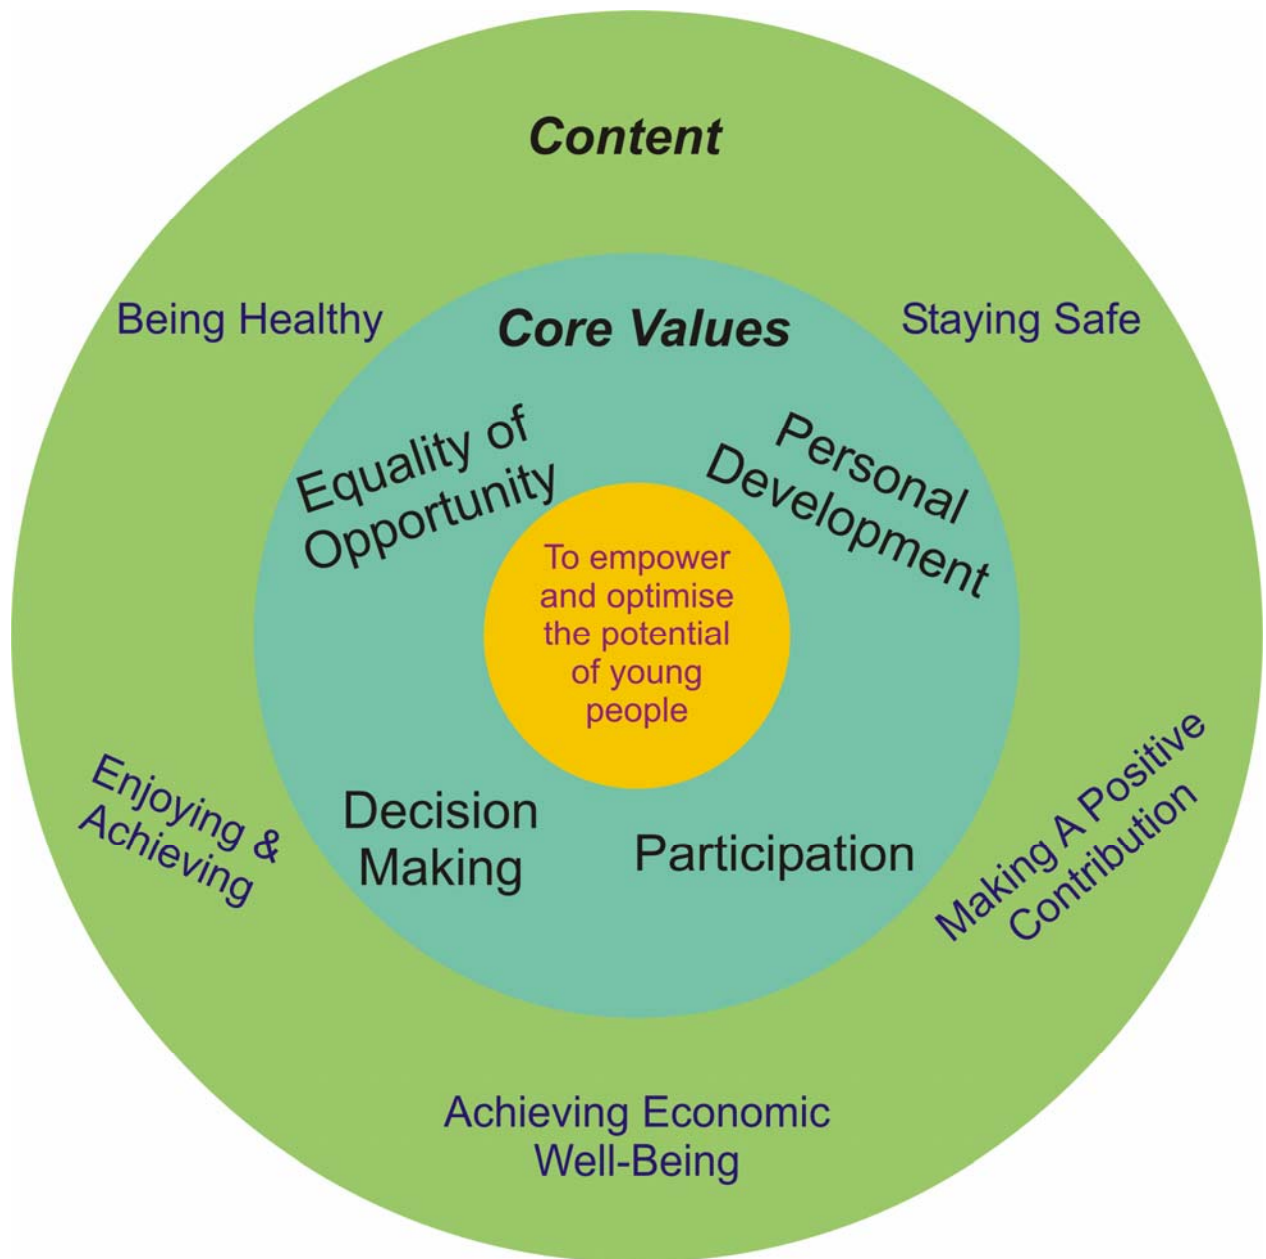 Content
Being Healthy
Staying Safe
Core Values
Equality of
Opportunity
Personal
Development
To empower
and optimise
the potential
of young
people
Enjoying &
Achieving
Decision
Making
Participation
Making A Positive
Contribution
Achieving Economic
Well-Being